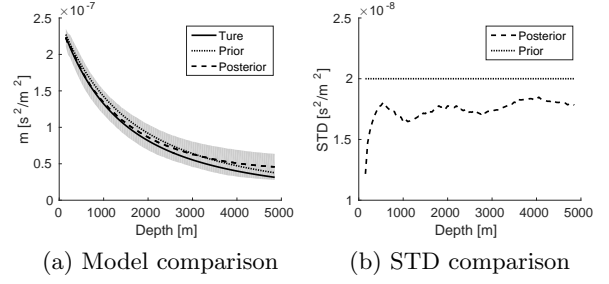 ×10⁻⁷
2.5
2
1.5
1
0.5
0
m [s²/m²]
Ture
Prior
Posterior
0 1000 2000 3000 4000 5000
Depth [m]
(a) Model comparison
×10⁻⁸
2.5
2
1.5
1
STD [s²/m²]
Posterior
Prior
0 1000 2000 3000 4000 5000
Depth [m]
(b) STD comparison